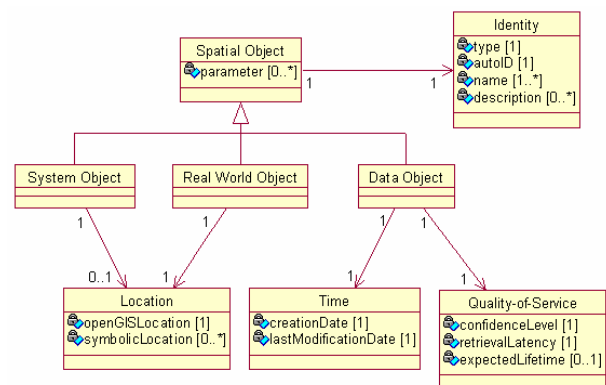 Identity
type [1]
autoID [1]
name [1..*]
description [0..*]
Spatial Object
parameter [0..*]
1
1
System Object
Real World Object
Data Object
1
1
1
1
0..1
1
1
1
Location
openGISLocation [1]
symbolicLocation [0..*]
Time
creationDate [1]
lastModificationDate [1]
Quality-of-Service
confidenceLevel [1]
retrievalLatency [1]
expectedLifetime [0..1]